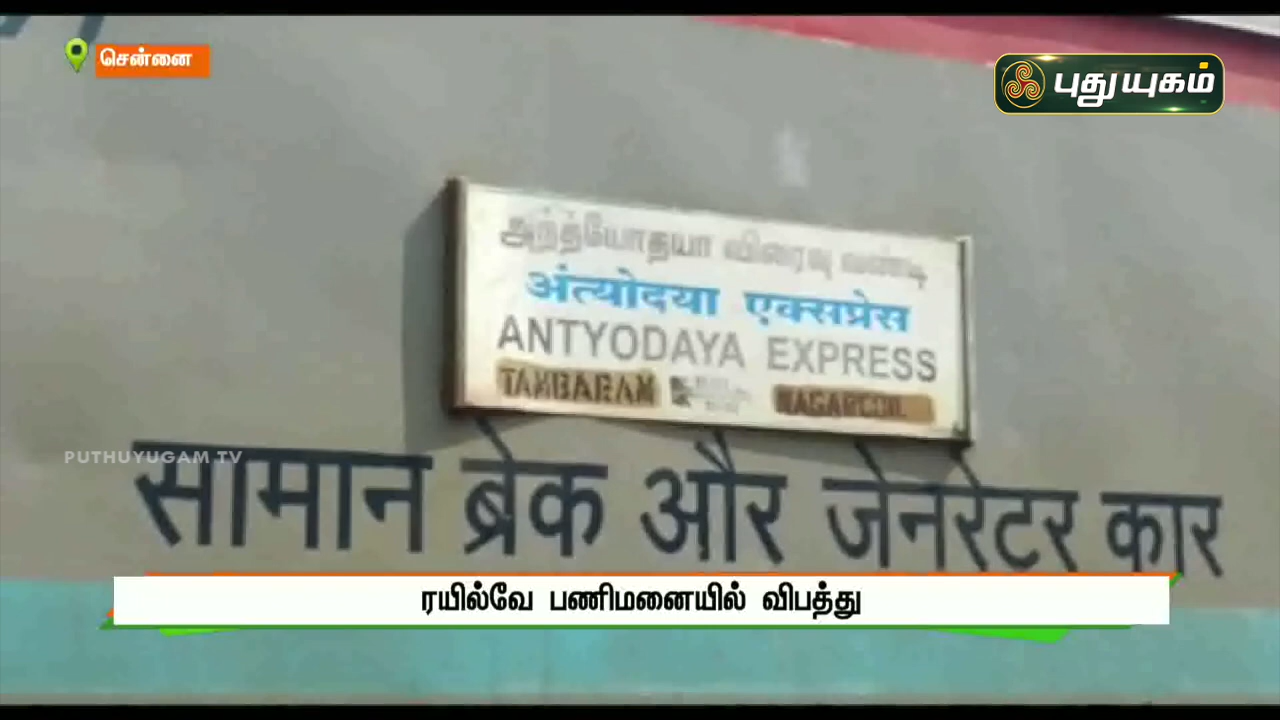 சென்னை
புதுயுகம்
அந்த்யோதயா விரைவு வண்டி
अंत्योदया एक्सप्रेस
ANTYODAYA EXPRESS
TAMBARAM NAGARCOIL
PUTHUYUGAM TV
सामान ब्रेक और जेनरेटर कार
ரயில்வே பணிமனையில் விபத்து